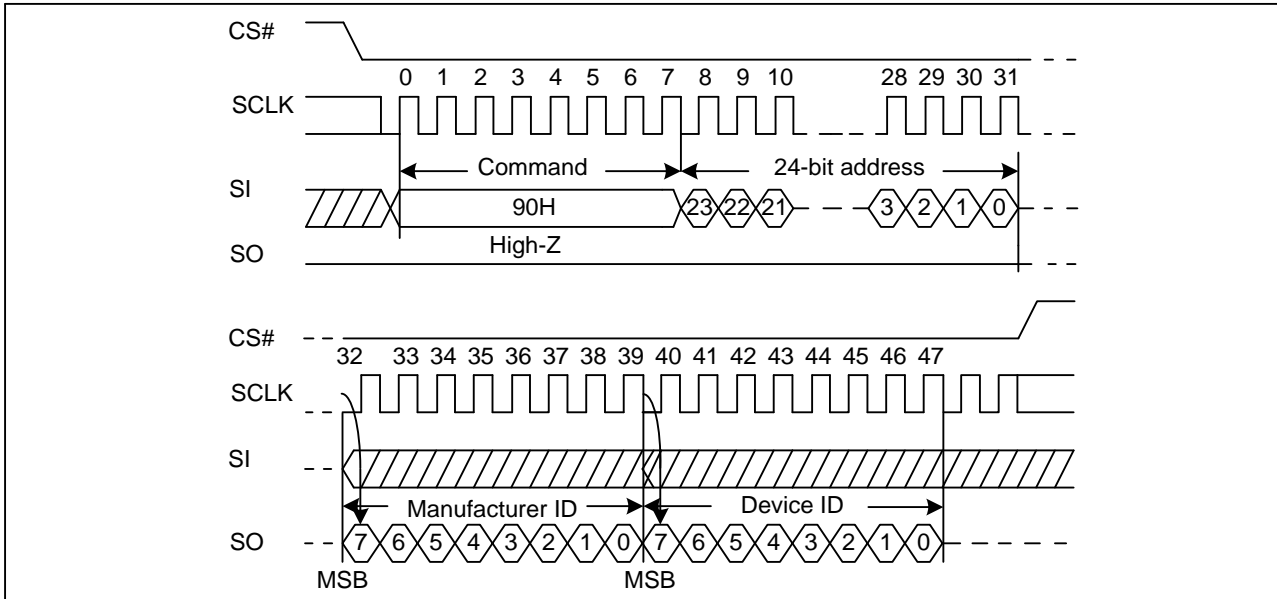 CS#
0 1 2 3 4 5 6 7 8 9 10 28 29 30 31
SCLK
Command 24-bit address
SI
90H 23 22 21 3 2 1 0
High-Z
SO
CS#
32 33 34 35 36 37 38 39 40 41 42 43 44 45 46 47
SCLK
SI
Manufacturer ID Device ID
SO 7 6 5 4 3 2 1 0 7 6 5 4 3 2 1 0
MSB MSB